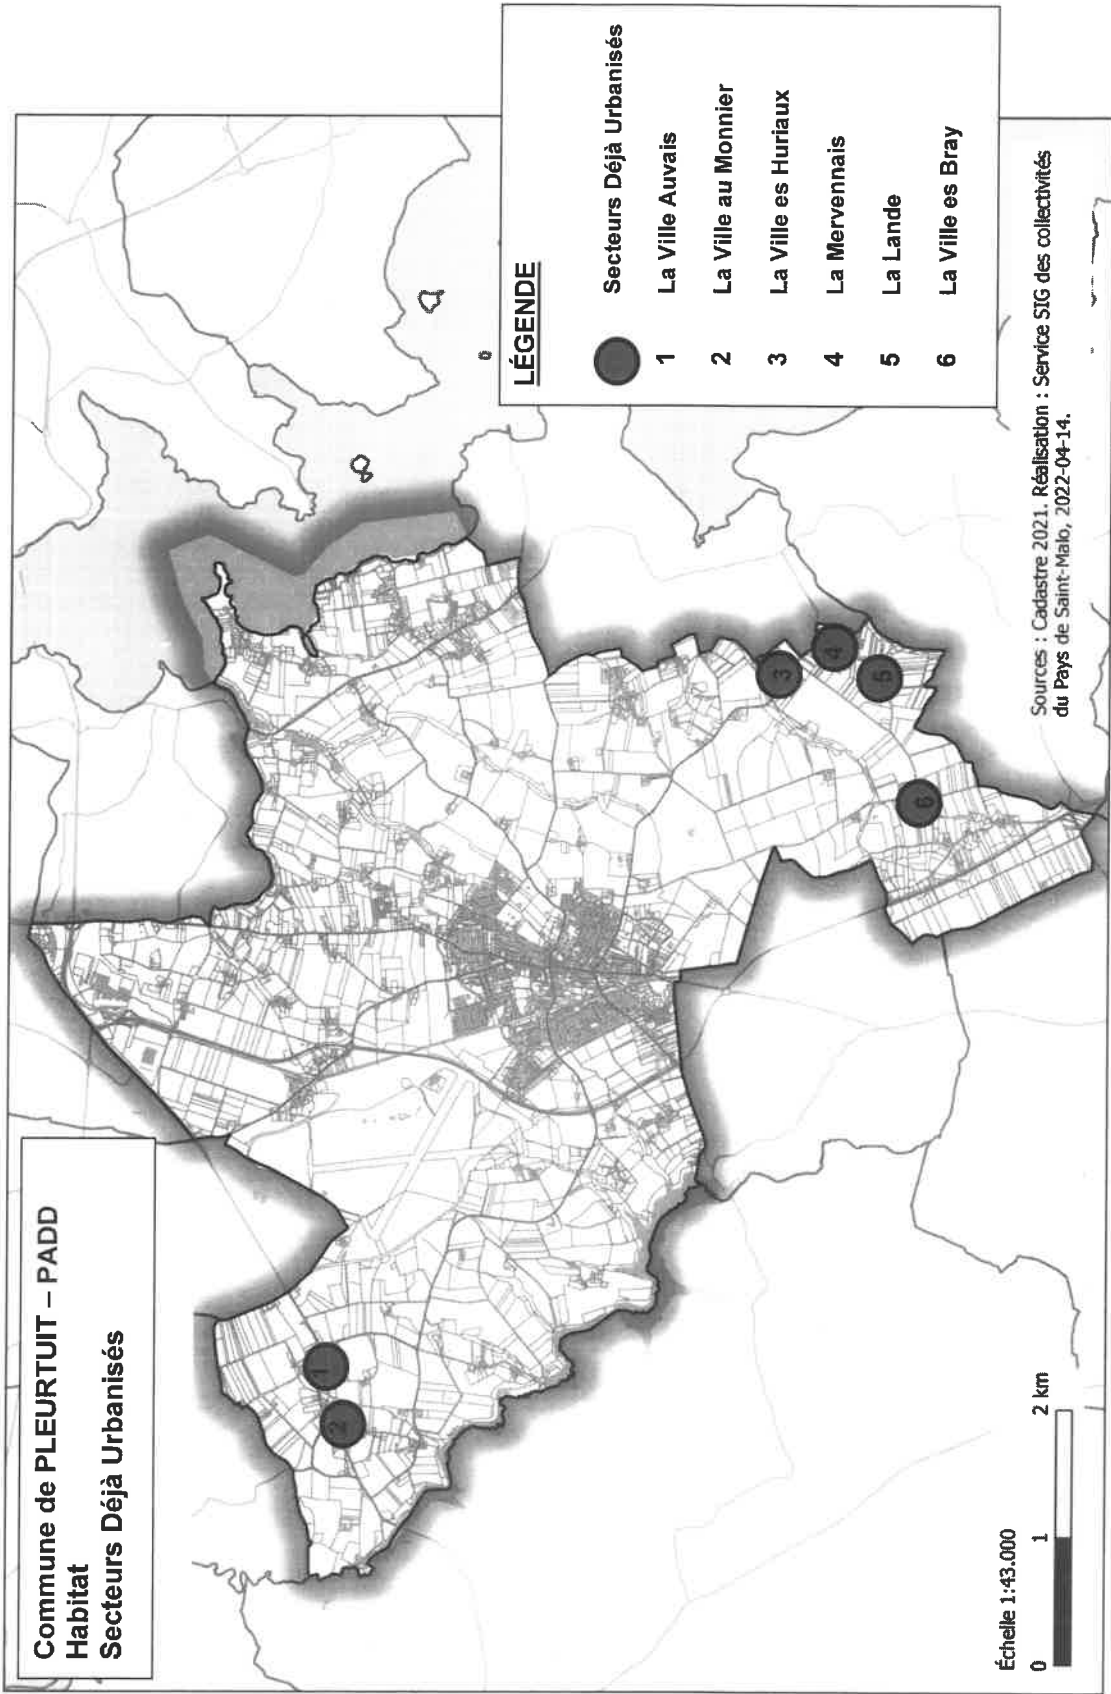 Commune de PLEURTUIT – PADD
Habitat
Secteurs Déjà Urbanisés
LÉGENDE
Secteurs Déjà Urbanisés
1 La Ville Auvais
2 La Ville au Monnier
3 La Ville es Huriaux
4 La Mervennais
5 La Lande
6 La Ville es Bray
1
2
3
4
5
6
Échelle 1:43.000
0 1 2 km
Sources : Cadastre 2021. Réalisation : Service SIG des collectivités
du Pays de Saint-Malo, 2022-04-14.